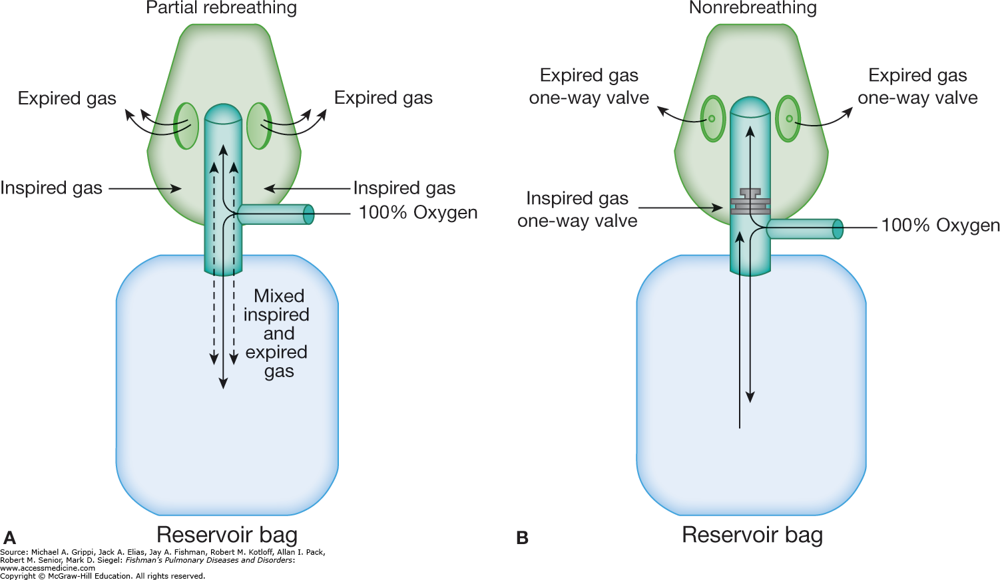 Partial rebreathing
Expired gas
Expired gas
Inspired gas
Inspired gas
100% Oxygen
Mixed
inspired
and
expired
gas
A
Reservoir bag
Nonrebreathing
Expired gas
one-way valve
Expired gas
one-way valve
Inspired gas
one-way valve
100% Oxygen
B
Reservoir bag
Source: Michael A. Grippi, Jack A. Elias, Jay A. Fishman, Robert M. Kotloff, Allan I. Pack,
Robert M. Senior, Mark D. Siegel: Fishman's Pulmonary Diseases and Disorders:
www.accessmedicine.com
Copyright © McGraw-Hill Education. All rights reserved.